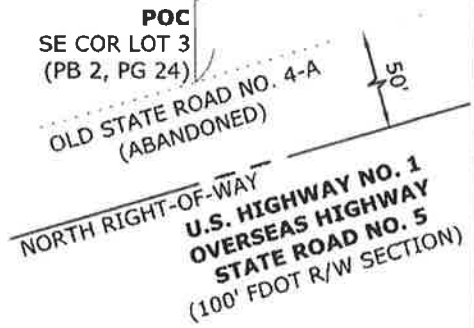 POC
SE COR LOT 3
(PB 2, PG 24)
OLD STATE ROAD NO. 4-A
(ABANDONED)
50'
NORTH RIGHT-OF-WAY
U.S. HIGHWAY NO. 1
OVERSEAS HIGHWAY
STATE ROAD NO. 5
(100' FDOT R/W SECTION)